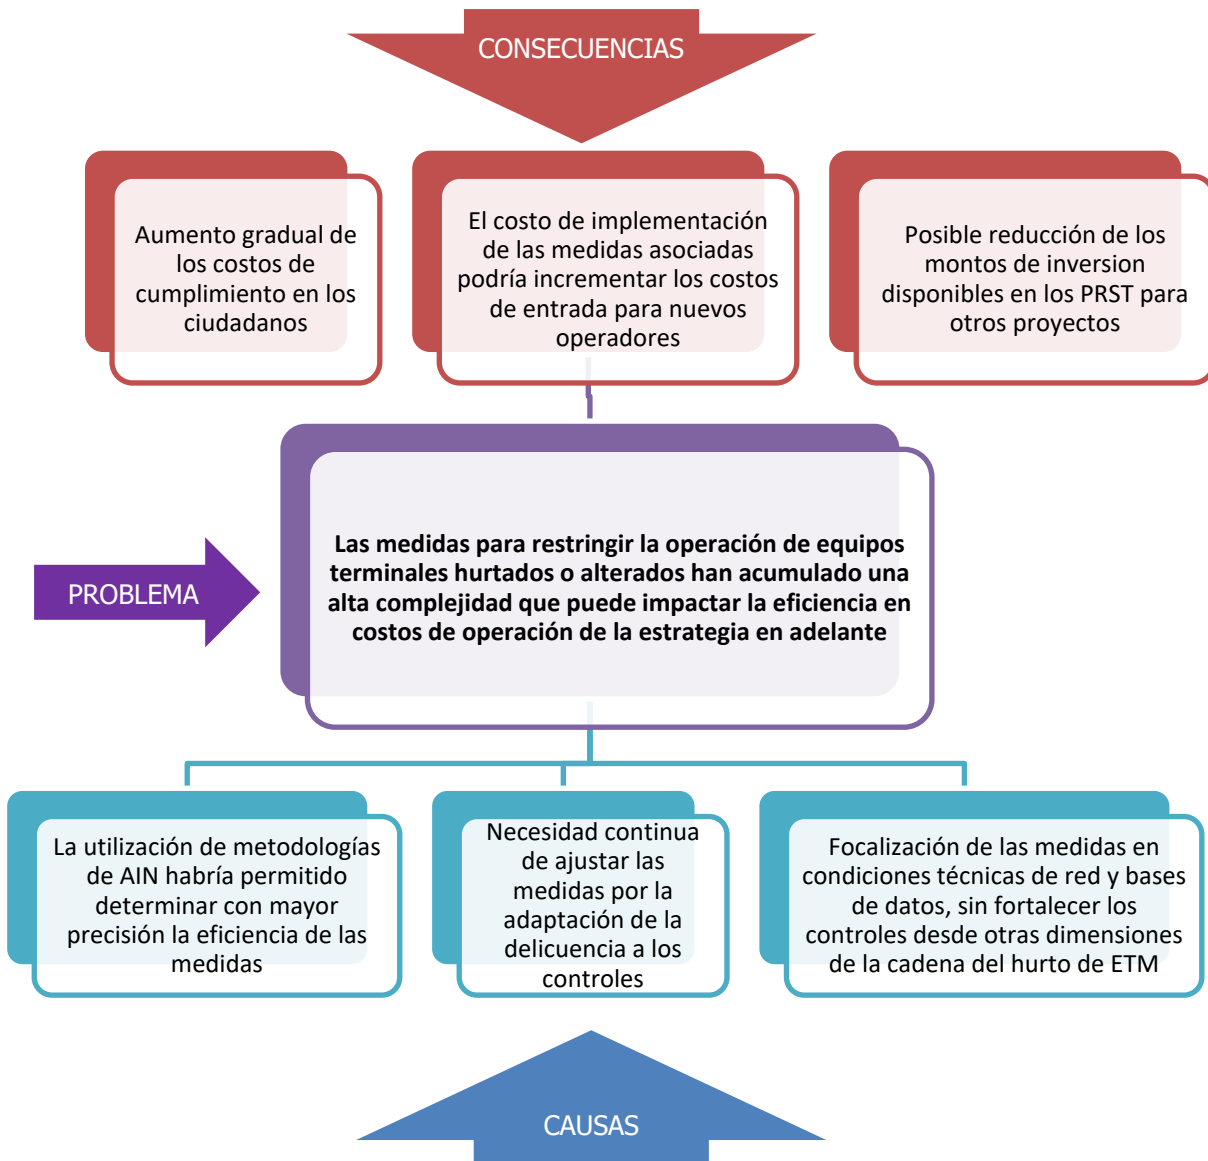 CONSECUENCIAS
Aumento gradual de
los costos de
cumplimiento en los
ciudadanos
El costo de implementación
de las medidas asociadas
podría incrementar los costos
de entrada para nuevos
operadores
Posible reducción de los
montos de inversion
disponibles en los PRST para
otros proyectos
PROBLEMA
Las medidas para restringir la operación de equipos
terminales hurtados o alterados han acumulado una
alta complejidad que puede impactar la eficiencia en
costos de operación de la estrategia en adelante
La utilización de metodologías
de AIN habría permitido
determinar con mayor
precisión la eficiencia de las
medidas
Necesidad continua
de ajustar las
medidas por la
adaptación de la
delicuencia a los
controles
Focalización de las medidas en
condiciones técnicas de red y bases
de datos, sin fortalecer los
controles desde otras dimensiones
de la cadena del hurto de ETM
CAUSAS